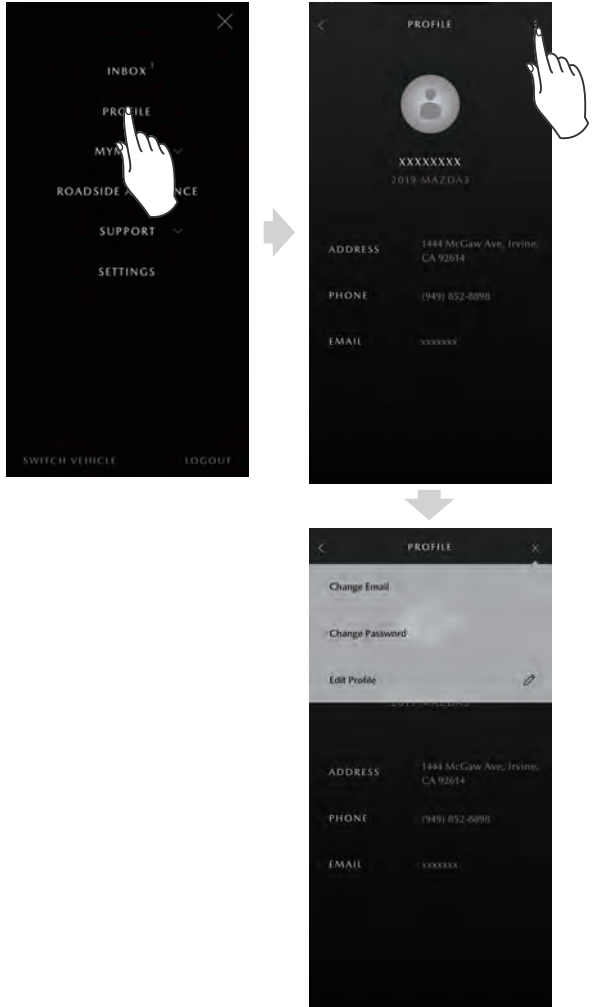 INBOX
PROFILE
ROADSIDE
SUPPORT
SETTINGS
SWITCH VEHICLE LOGOUT
PROFILE
xxxxxxxx
2019 MAZDA3
ADDRESS 1444 McGaw Ave, Irvine,
CA 92614
PHONE (949) 852-8898
EMAIL xxxxxxx
PROFILE
Change Email
Change Password
Edit Profile
2019 MAZDA3
ADDRESS 1444 McGaw Ave, Irvine,
CA 92614
PHONE (949) 852-8898
EMAIL xxxxxxx